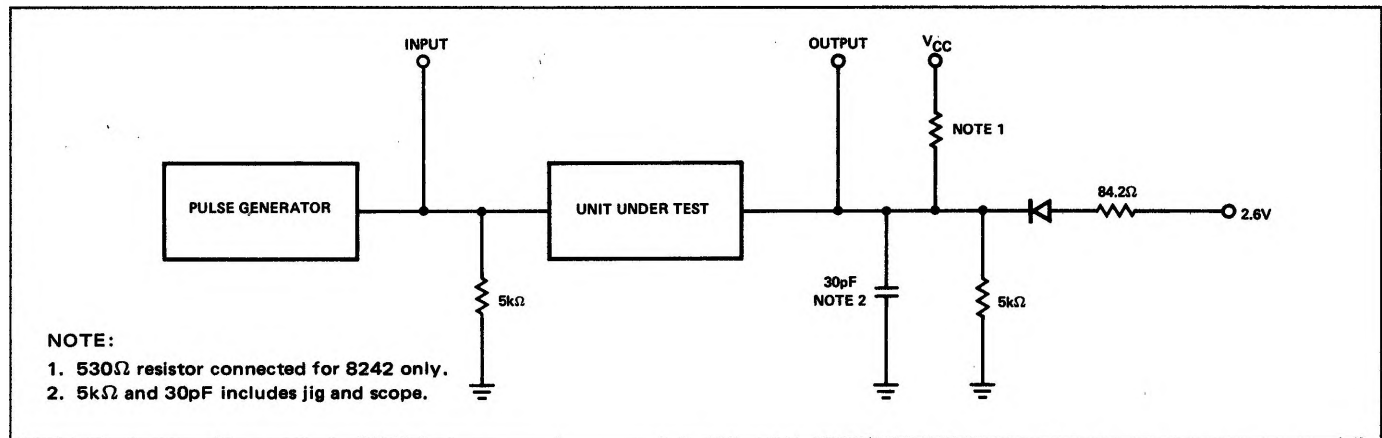 INPUT
OUTPUT
VCC
NOTE 1
84.2Ω
PULSE GENERATOR
UNIT UNDER TEST
2.6V
5kΩ
30pF
NOTE 2
5kΩ
NOTE:
1. 530Ω resistor connected for 8242 only.
2. 5kΩ and 30pF includes jig and scope.